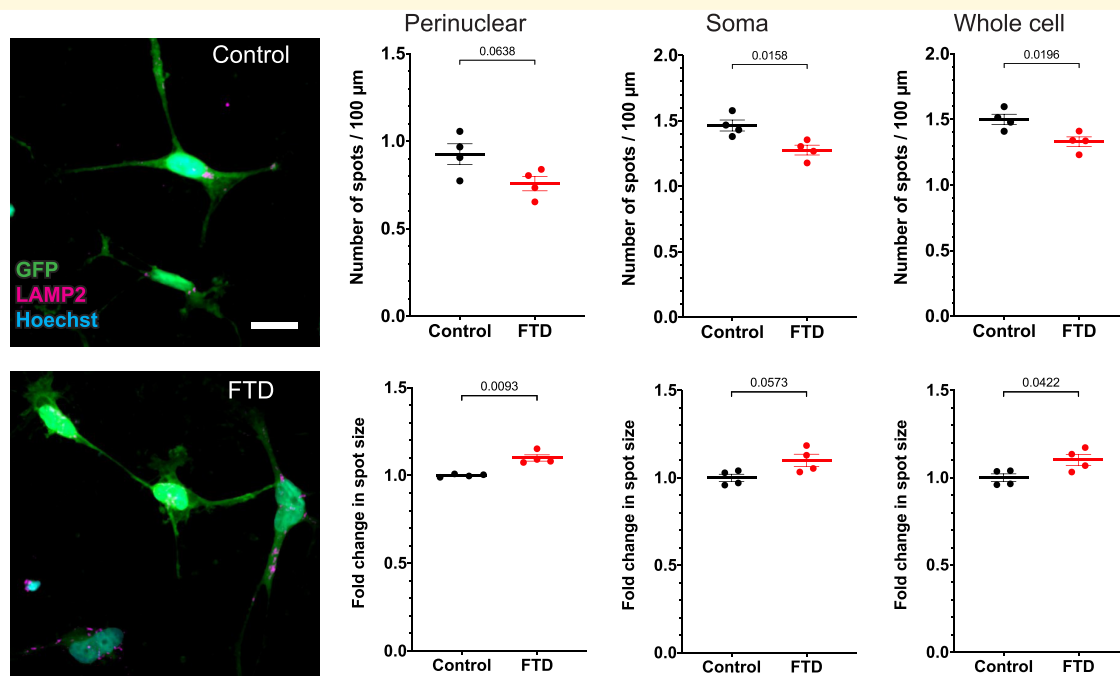 Perinuclear
Soma
Whole cell
Control
GFP
LAMP2
Hoechst
Number of spots / 100 µm
1.5
1.0
0.5
0.0
0.0638
Control
FTD
Number of spots / 100 µm
2.0
1.5
1.0
0.5
0.0
0.0158
Control
FTD
Number of spots / 100 µm
2.0
1.5
1.0
0.5
0.0
0.0196
Control
FTD
FTD
Fold change in spot size
1.5
1.0
0.5
0.0
0.0093
Control
FTD
Fold change in spot size
1.5
1.0
0.5
0.0
0.0573
Control
FTD
Fold change in spot size
1.5
1.0
0.5
0.0
0.0422
Control
FTD